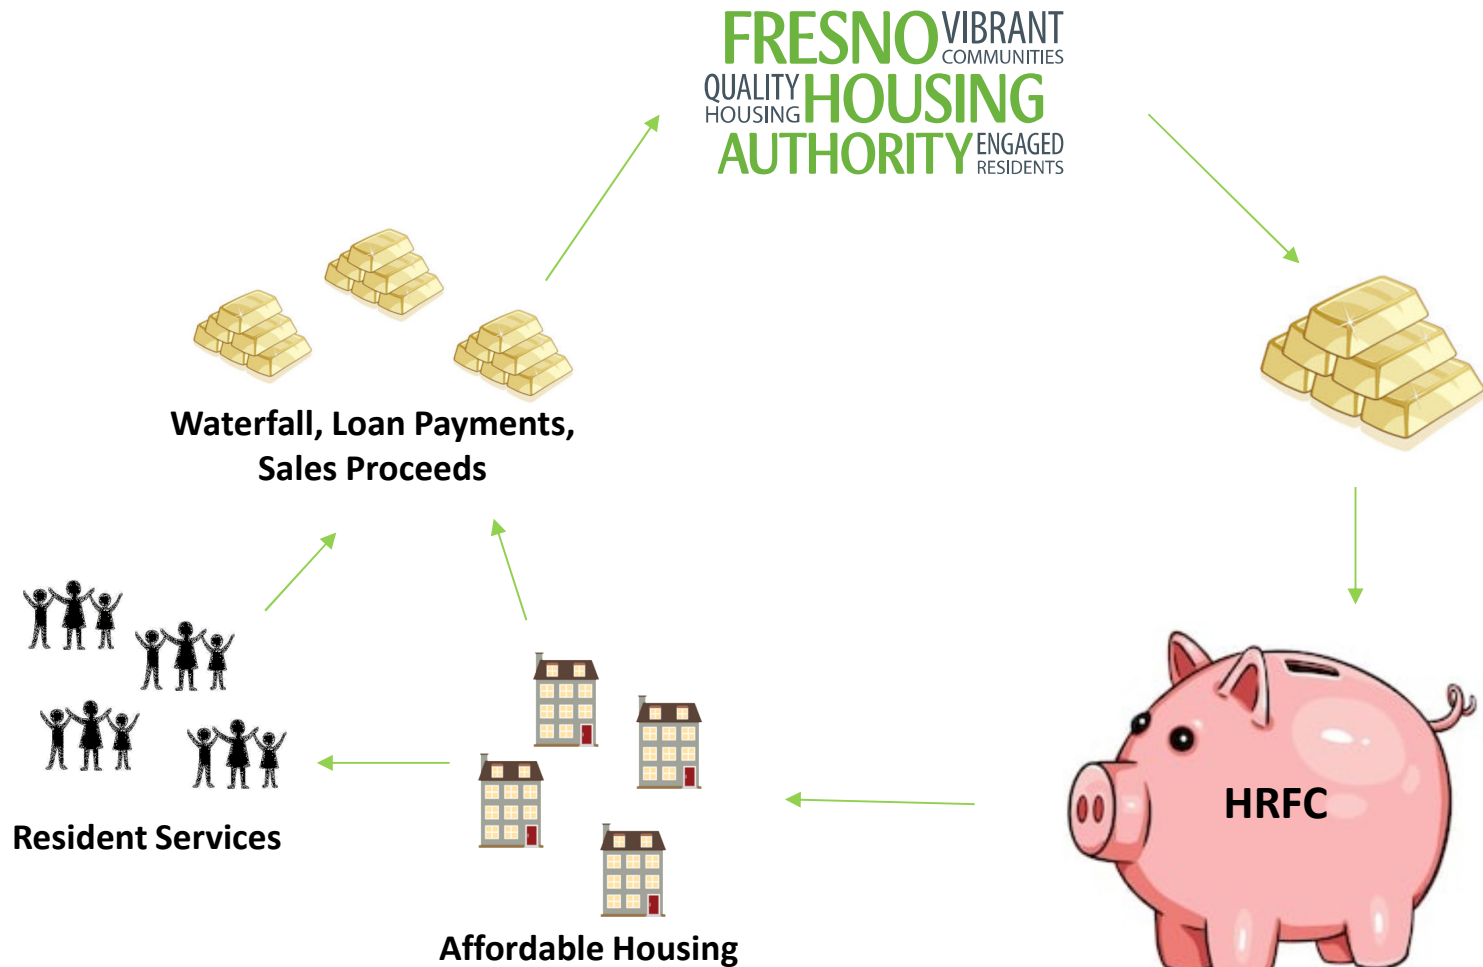 FRESNO VIBRANT
COMMUNITIES
QUALITY
HOUSING HOUSING
AUTHORITY ENGAGED
RESIDENTS
Waterfall, Loan Payments,
Sales Proceeds
Resident Services
HRFC
Affordable Housing